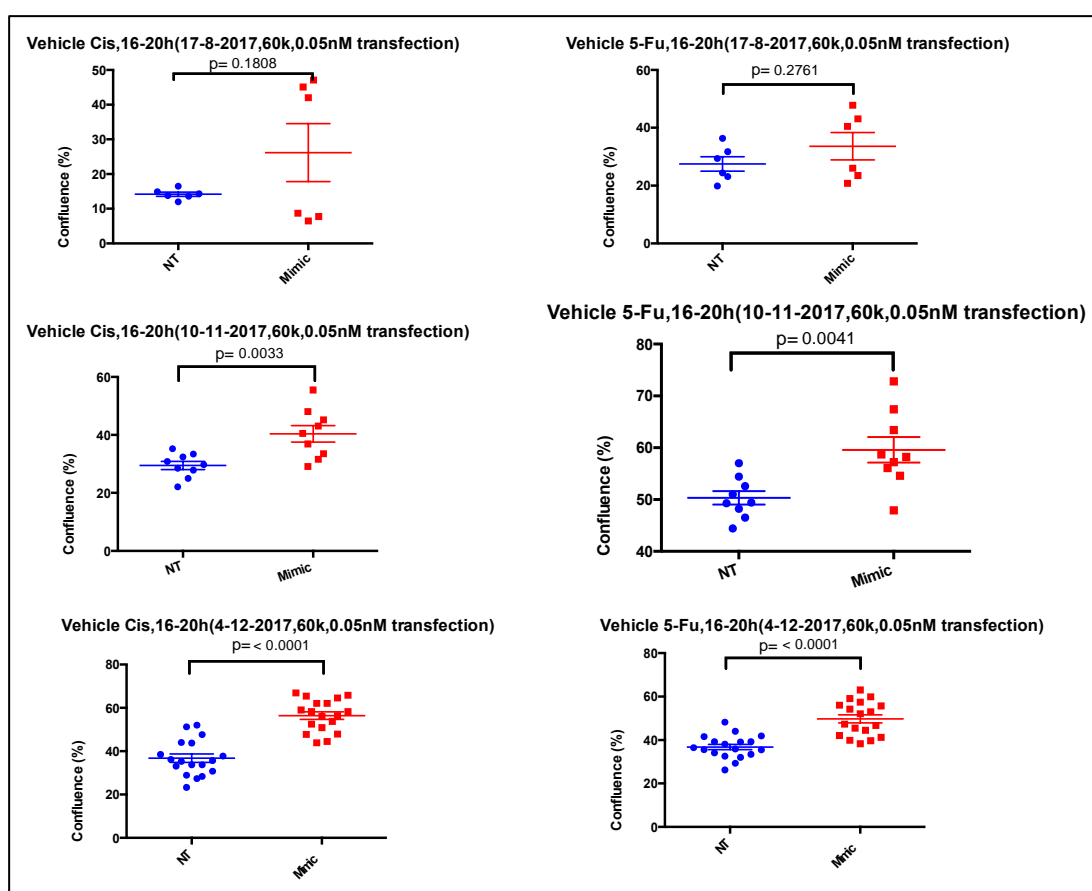 Vehicle Cis,16-20h(17-8-2017,60k,0.05nM transfection)
p= 0.1808
50
40
30
20
10
0
Confluence (%)
NT
Mimic
Vehicle 5-Fu,16-20h(17-8-2017,60k,0.05nM transfection)
p= 0.2761
60
40
20
0
Confluence (%)
NT
Mimic
Vehicle Cis,16-20h(10-11-2017,60k,0.05nM transfection)
p= 0.0033
60
40
20
0
Confluence (%)
NT
Mimic
Vehicle 5-Fu,16-20h(10-11-2017,60k,0.05nM transfection)
p= 0.0041
80
70
60
50
40
Confluence (%)
NT
Mimic
Vehicle Cis,16-20h(4-12-2017,60k,0.05nM transfection)
p= < 0.0001
80
60
40
20
0
Confluence (%)
NT
Mimic
Vehicle 5-Fu,16-20h(4-12-2017,60k,0.05nM transfection)
p= < 0.0001
80
60
40
20
0
Confluence (%)
NT
Mimic